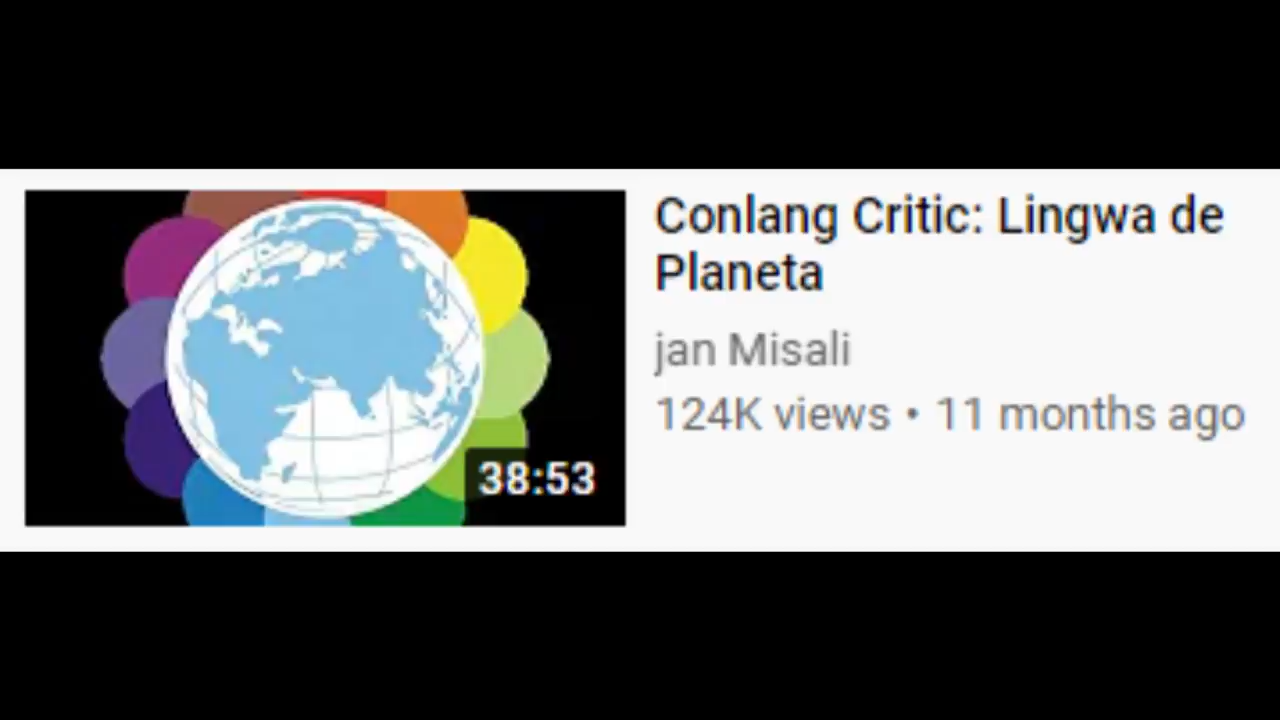 Conlang Critic: Lingwa de
Planeta
jan Misali
124K views • 11 months ago
38:53